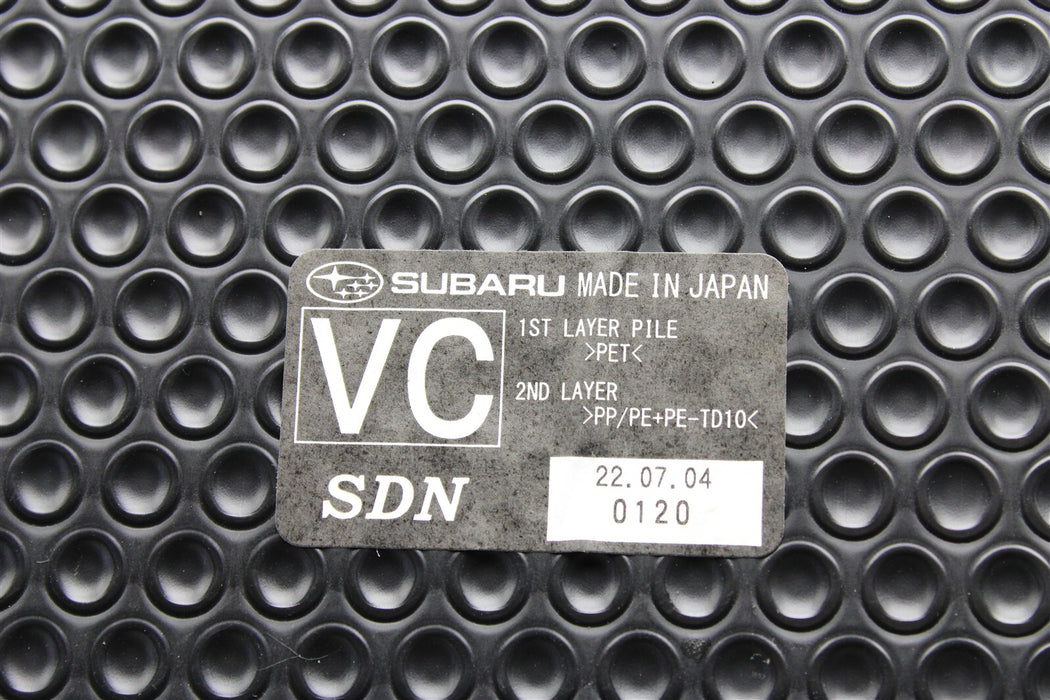 SUBARU MADE IN JAPAN
VC
1ST LAYER PILE
>PET<
2ND LAYER
>PP/PE+PE-TD10<
SDN
22.07.04
0120